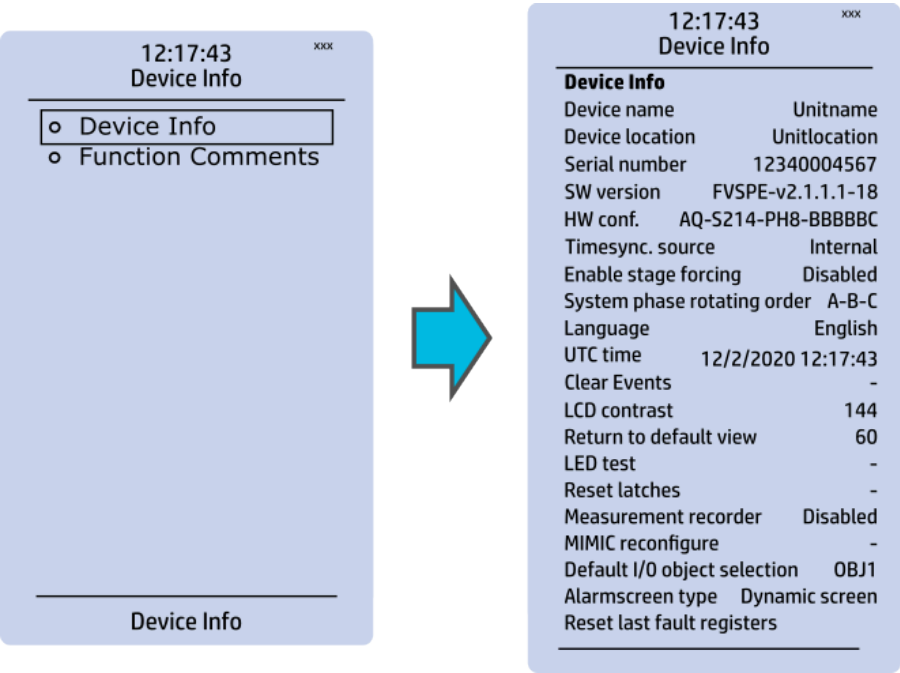 12:17:43 xxx
Device Info
Device Info
Function Comments
Device Info
12:17:43 xxx
Device Info
Device Info
Device name Unitname
Device location Unitlocation
Serial number 12340004567
SW version FVSPE-v2.1.1.1-18
HW conf. AQ-S214-PH8-BBBBBC
Timesync. source Internal
Enable stage forcing Disabled
System phase rotating order A-B-C
Language English
UTC time 12/2/2020 12:17:43
Clear Events -
LCD contrast 144
Return to default view 60
LED test -
Reset latches -
Measurement recorder Disabled
MIMIC reconfigure -
Default I/0 object selection OBJ1
Alarmscreen type Dynamic screen
Reset last fault registers